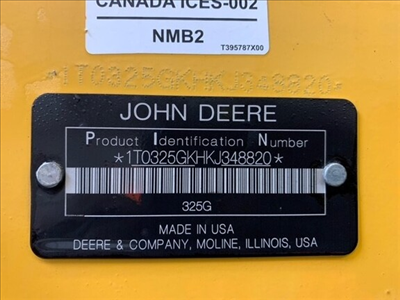 CANADA ICES-002
NMB2
T395787X00
*1T0325GKHKJ348820*
JOHN DEERE
Product Identification Number
*1T0325GKHKJ348820*
325G
MADE IN USA
DEERE & COMPANY, MOLINE, ILLINOIS, USA